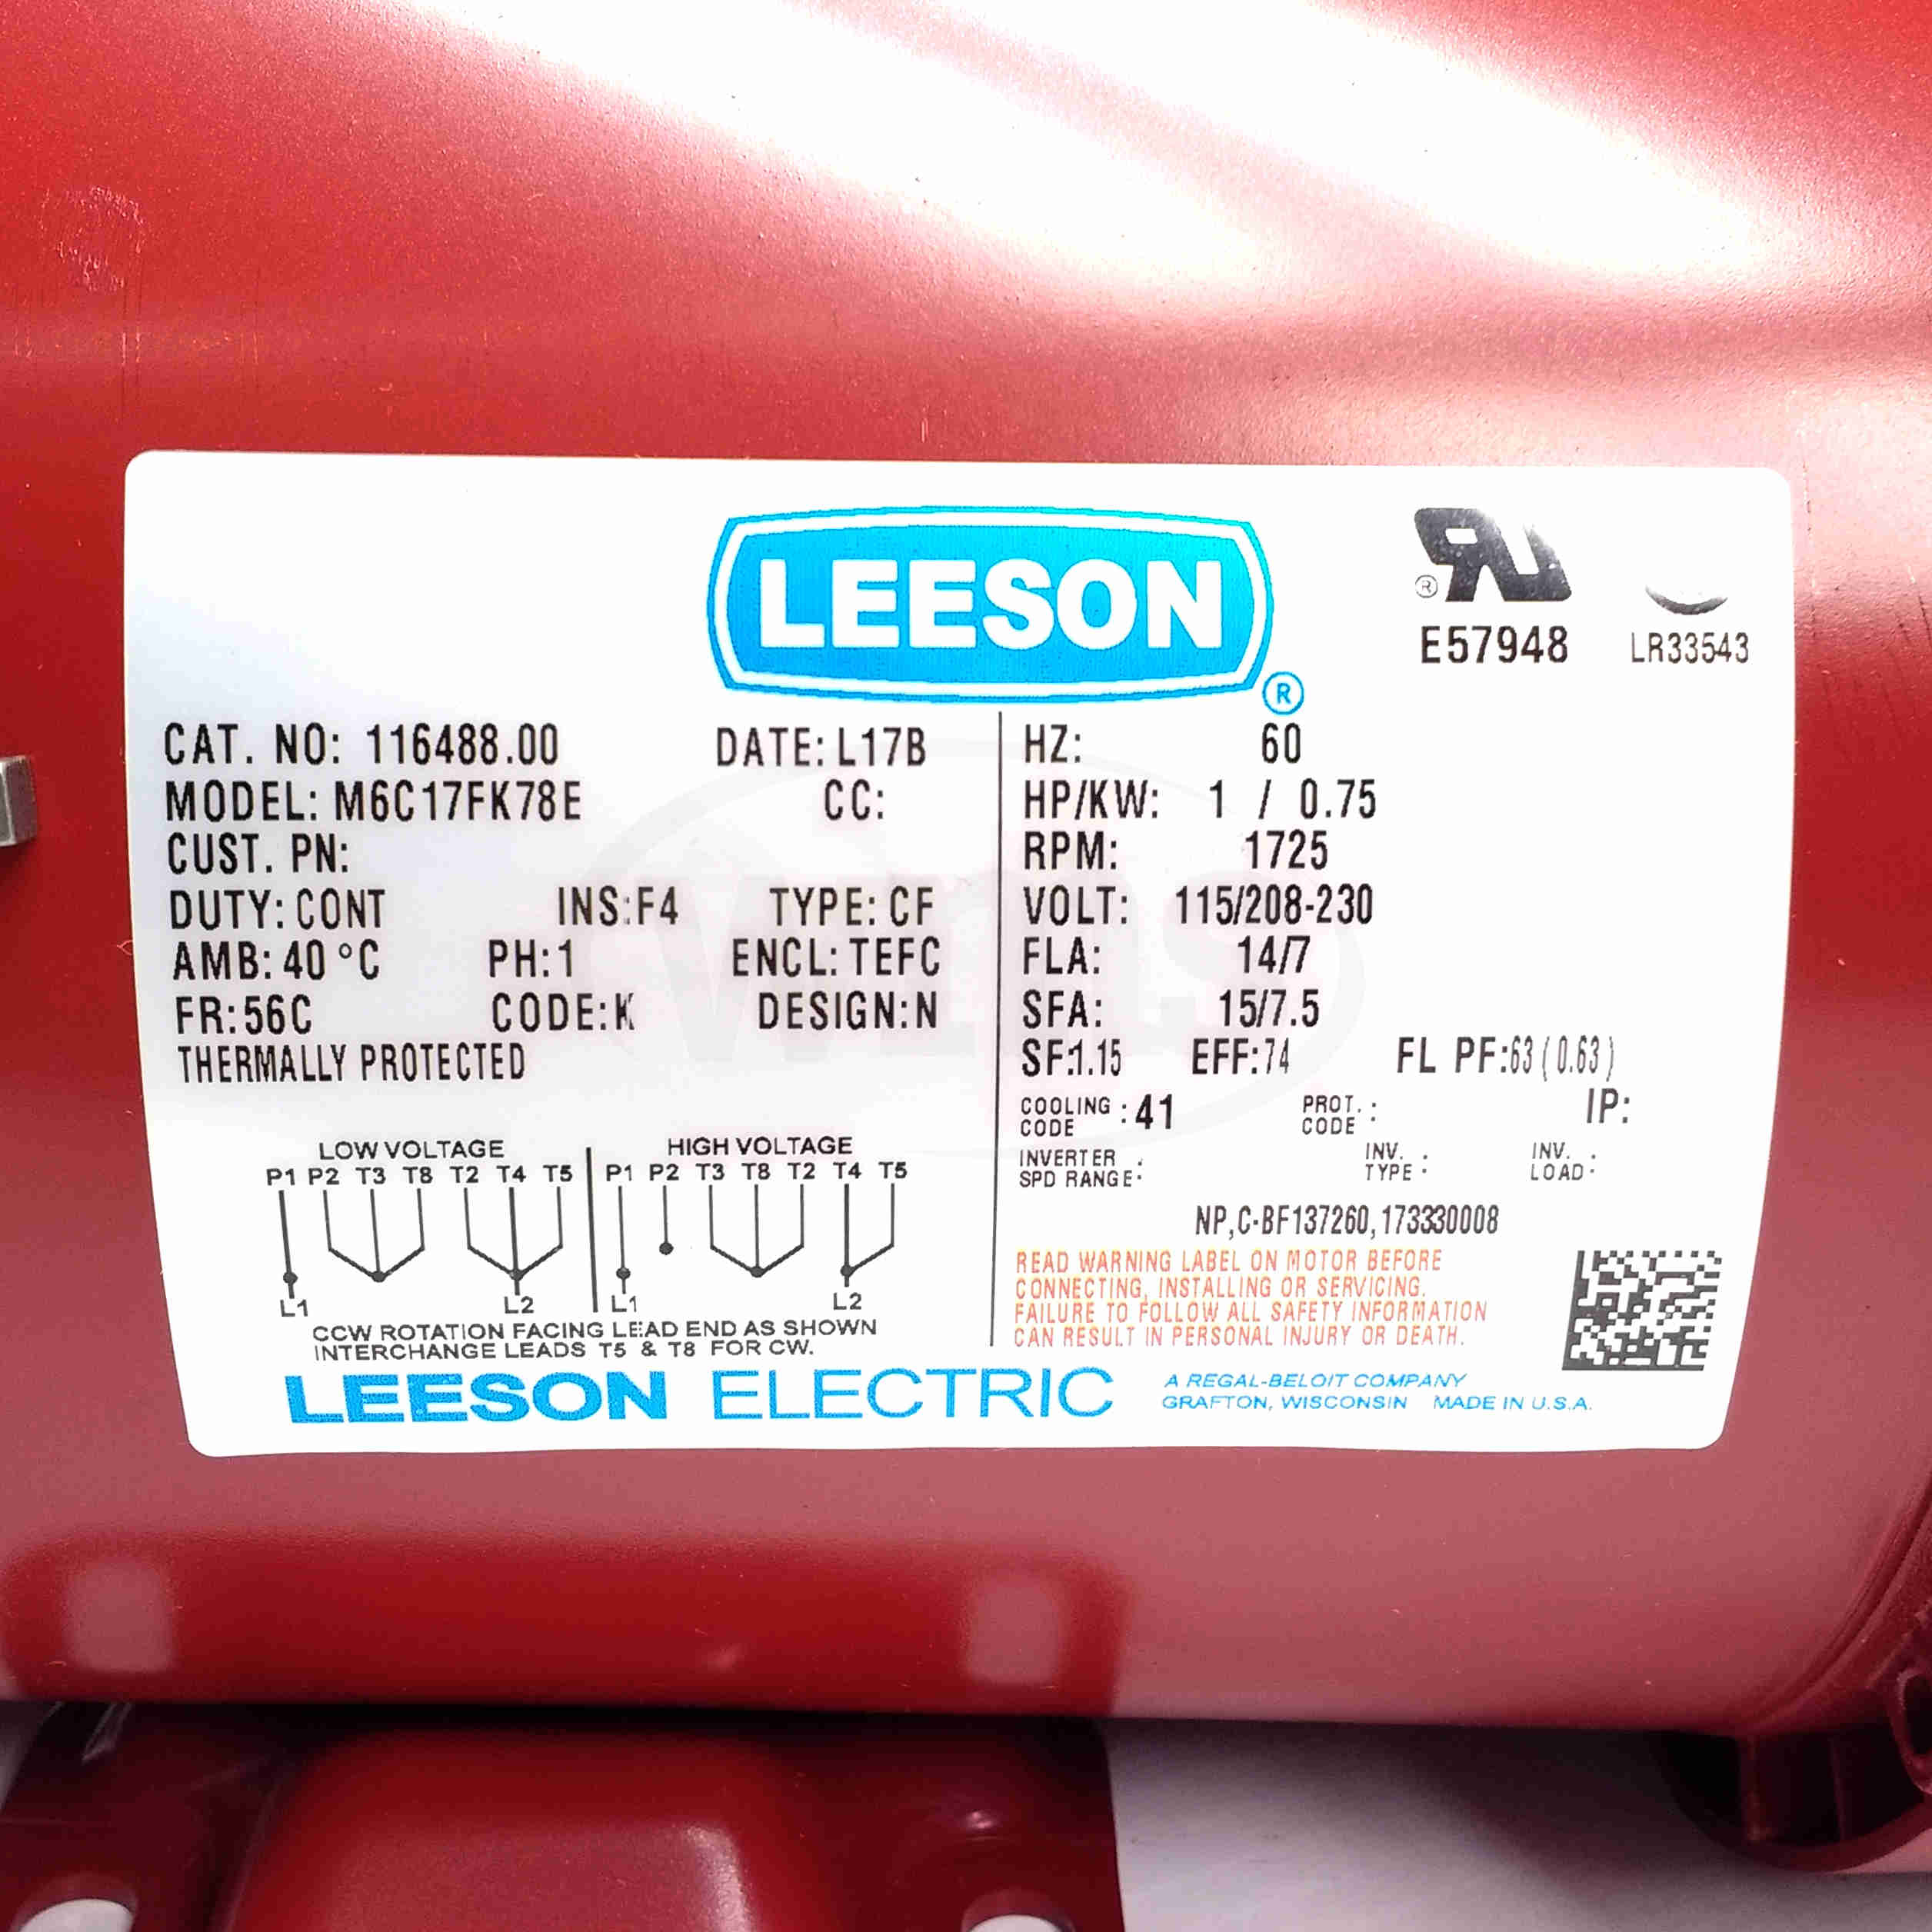 LEESON
®
®
E57948 LR33543
CAT. NO: 116488.00 DATE: L17B
MODEL: M6C17FK78E CC:
CUST. PN:
DUTY: CONT INS:F4 TYPE: CF
AMB: 40 °C PH:1 ENCL: TEFC
FR:56C CODE:K DESIGN:N
THERMALLY PROTECTED
HZ: 60
HP/KW: 1 / 0.75
RPM: 1725
VOLT: 115/208-230
FLA: 14/7
SFA: 15/7.5
SF:1.15 EFF:74 FL PF:63 (0.63)
COOLING CODE : 41 PROT. CODE : IP:
INVERTER SPD RANGE: INV. TYPE : INV. LOAD :
NP,C-BF137260,173330008
LOW VOLTAGE HIGH VOLTAGE
P1 P2 T3 T8 T2 T4 T5 P1 P2 T3 T8 T2 T4 T5
L1 L2 L1 L2
CCW ROTATION FACING LEAD END AS SHOWN
INTERCHANGE LEADS T5 & T8 FOR CW.
READ WARNING LABEL ON MOTOR BEFORE
CONNECTING, INSTALLING OR SERVICING.
FAILURE TO FOLLOW ALL SAFETY INFORMATION
CAN RESULT IN PERSONAL INJURY OR DEATH.
LEESON ELECTRIC
A REGAL-BELOIT COMPANY
GRAFTON, WISCONSIN MADE IN U.S.A.